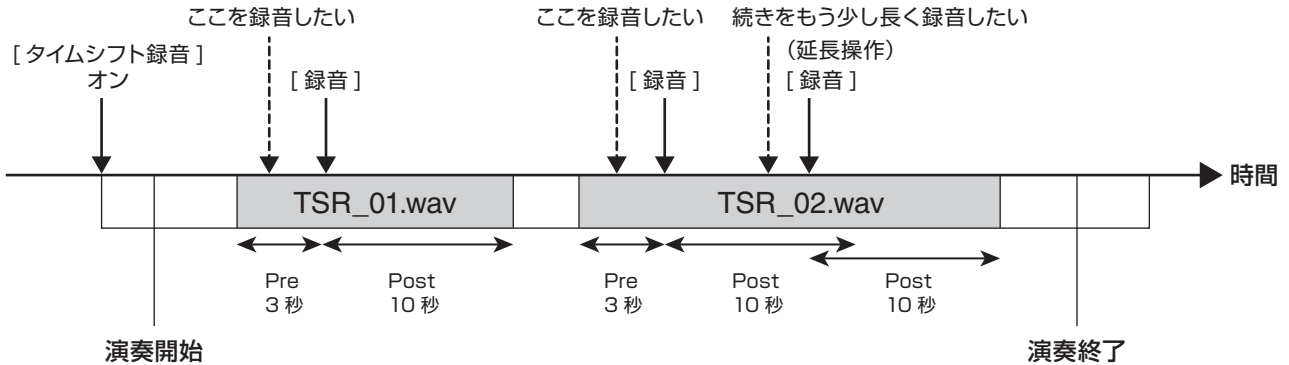 ここを録音したい
ここを録音したい
続きをもう少し長く録音したい
[ タイムシフト録音 ]
オン
（延長操作）
[ 録音 ]
[ 録音 ]
[ 録音 ]
時間
TSR_01.wav
TSR_02.wav
Pre
3 秒
Post
10 秒
Pre
3 秒
Post
10 秒
Post
10 秒
演奏開始
演奏終了